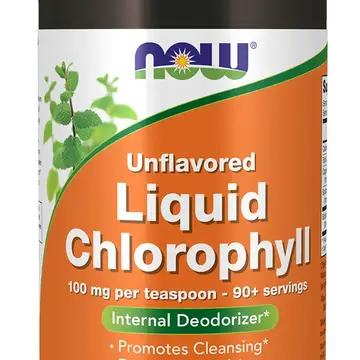 NOW®
Unflavored
Liquid
Chlorophyll
100 mg per teaspoon - 90+ servings
Internal Deodorizer*
• Promotes Cleansing*